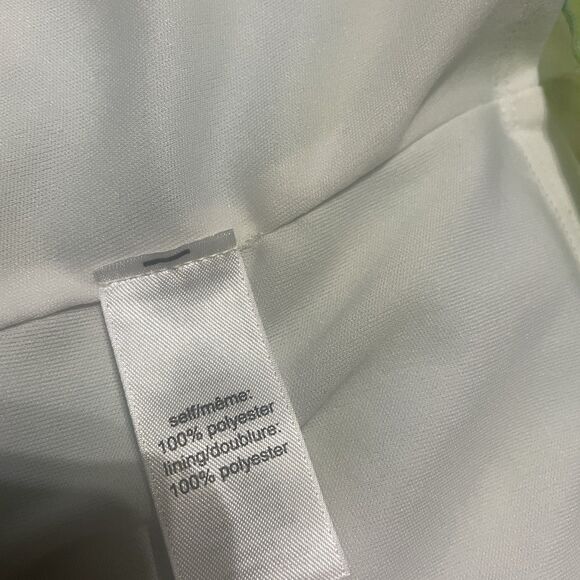 self/même:
100% polyester
lining/doublure:
100% polyester